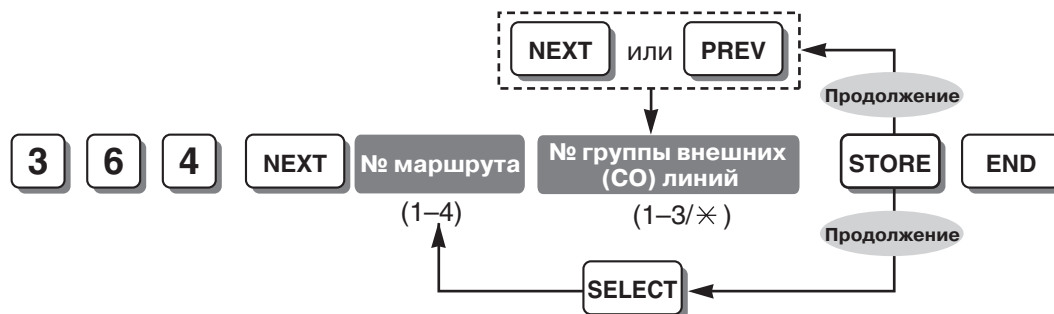 NEXT или PREV
Продолжение
3 6 4 NEXT № маршрута № группы внешних (CO) линий STORE END
(1–4) (1–3/✳)
Продолжение
SELECT